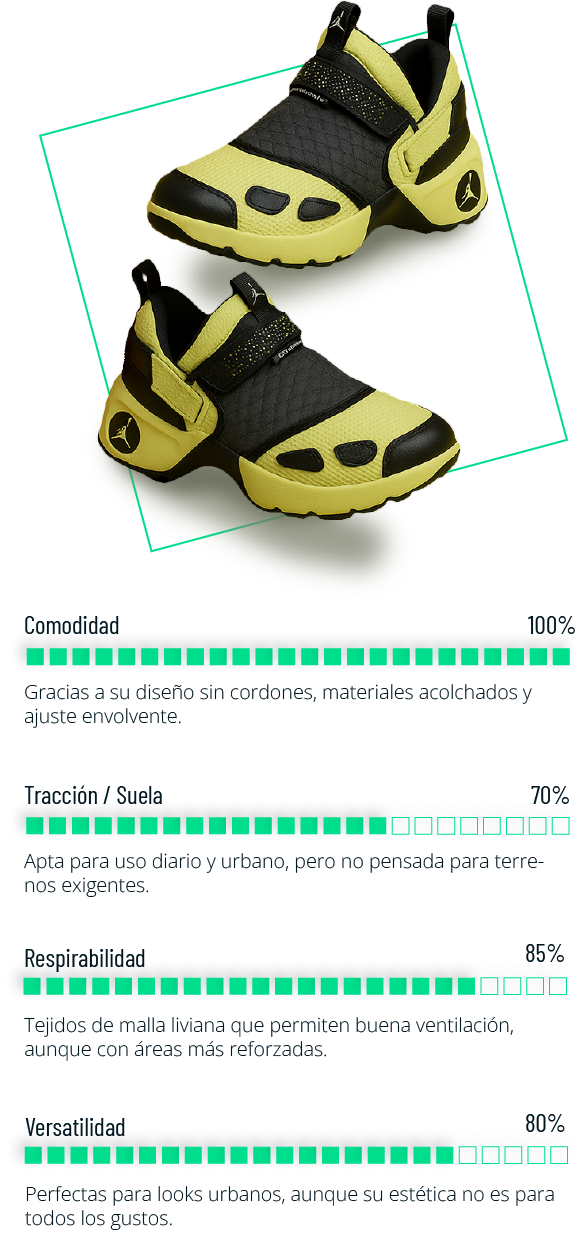 Comodidad 100%
Gracias a su diseño sin cordones, materiales acolchados y
ajuste envolvente.
Tracción / Suela 70%
Apta para uso diario y urbano, pero no pensada para terre-
nos exigentes.
Respirabilidad 85%
Tejidos de malla liviana que permiten buena ventilación,
aunque con áreas más reforzadas.
Versatilidad 80%
Perfectas para looks urbanos, aunque su estética no es para
todos los gustos.